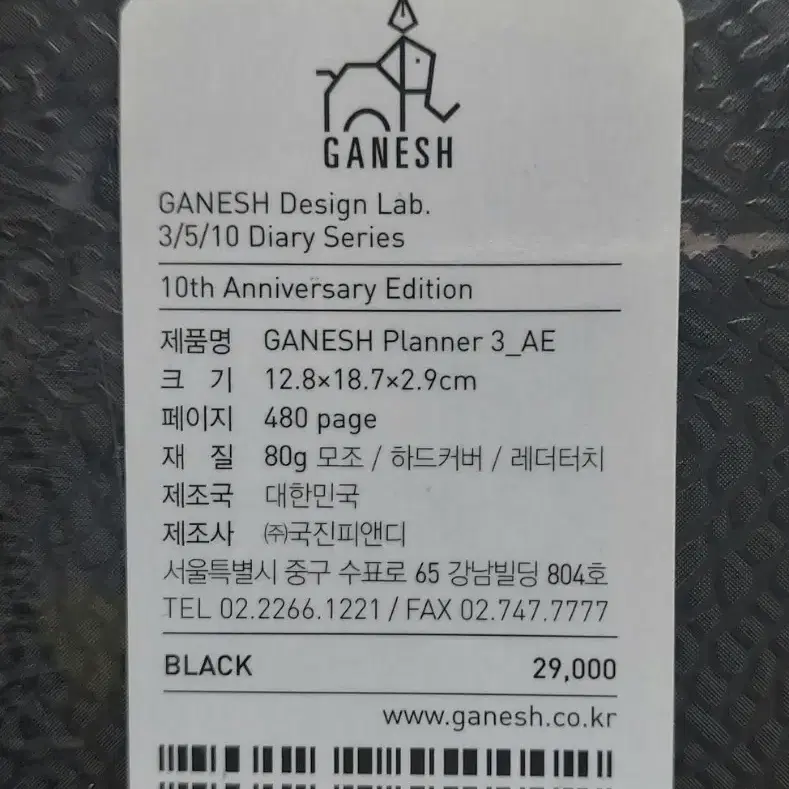 GANESH
GANESH Design Lab.
3/5/10 Diary Series
10th Anniversary Edition
제품명 GANESH Planner 3_AE
크 기 12.8×18.7×2.9cm
페이지 480 page
재 질 80g 모조 / 하드커버 / 레더터치
제조국 대한민국
제조사 ㈜국진피앤디
서울특별시 중구 수표로 65 강남빌딩 804호
TEL 02.2266.1221 / FAX 02.747.7777
BLACK 29,000
www.ganesh.co.kr